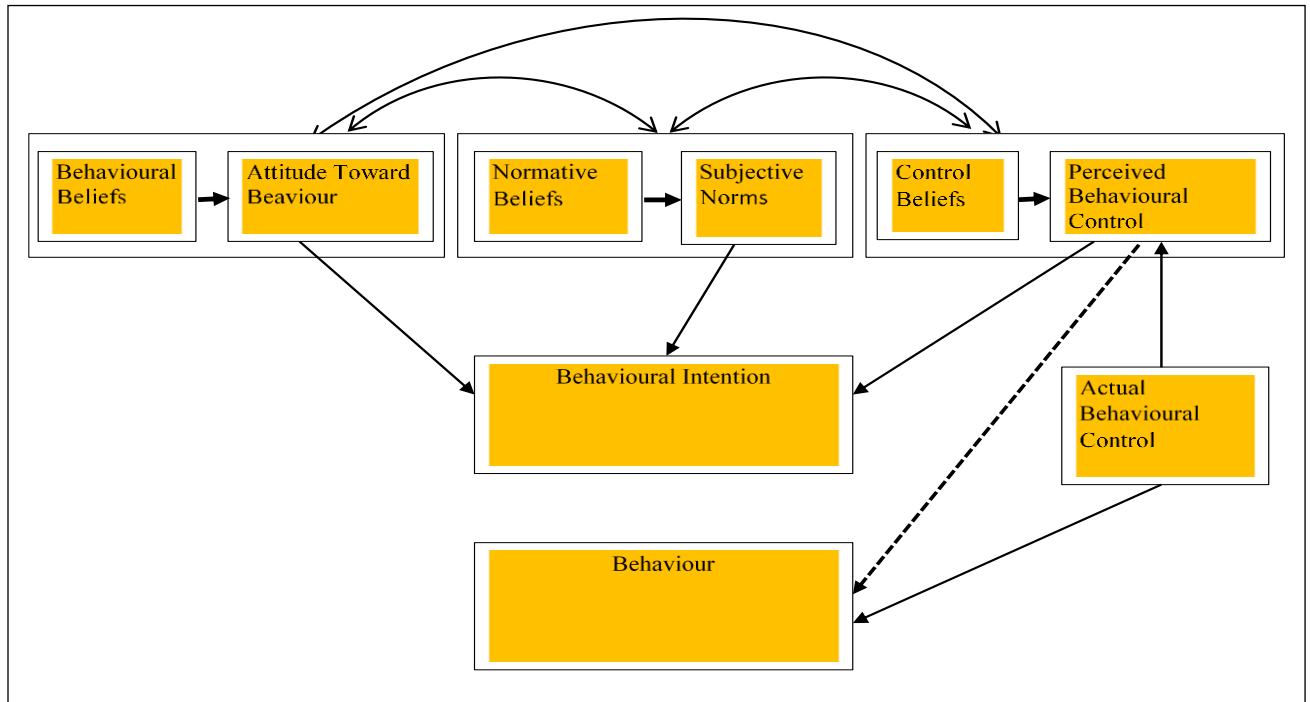 Behavioural
Beliefs
Attitude Toward
Beaviour
Normative
Beliefs
Subjective
Norms
Control
Beliefs
Perceived
Behavioural
Control
Behavioural Intention
Actual
Behavioural
Control
Behaviour